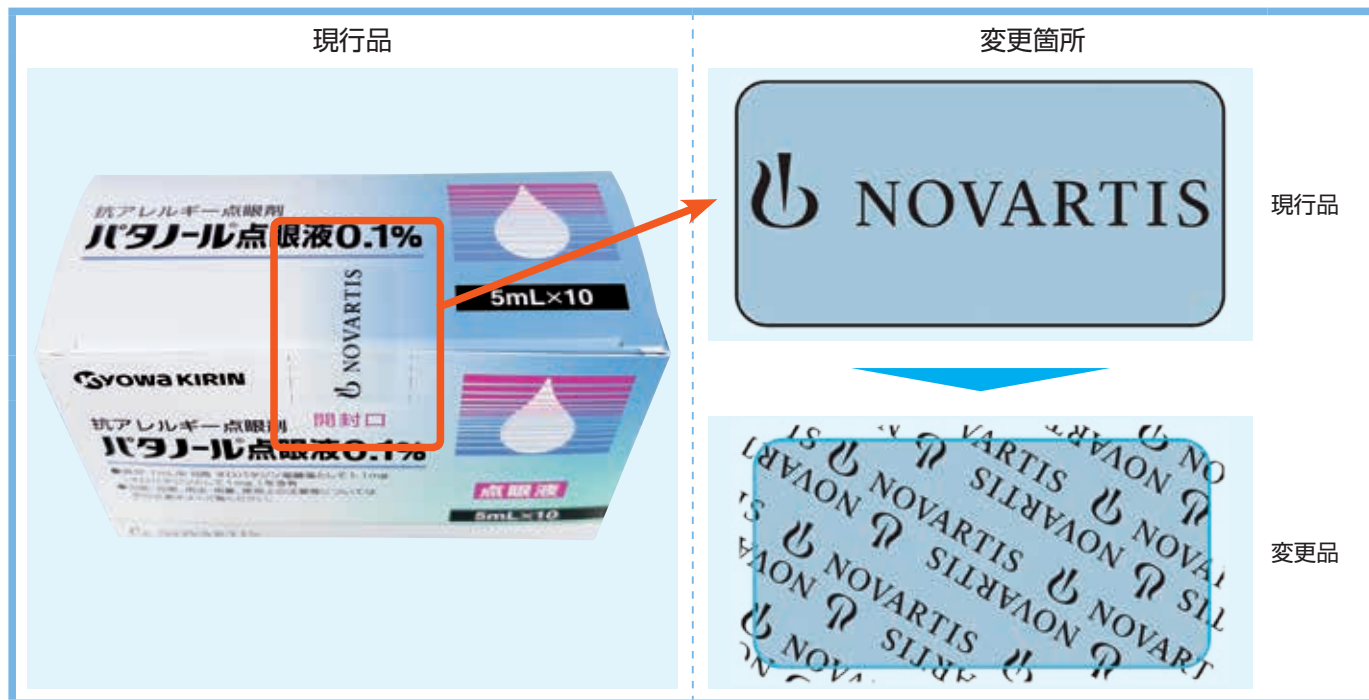 現行品
変更箇所
抗アレルギー点眼剤
パタノール®点眼液0.1%
5mL×10
NOVARTIS
KYOWA KIRIN
抗アレルギー点眼剤
パタノール®点眼液0.1%
開封口
点眼液
5mL×10
NOVARTIS
現行品
NOVARTIS
NOVARTIS
NOVARTIS
NOVARTIS
NOVARTIS
変更品